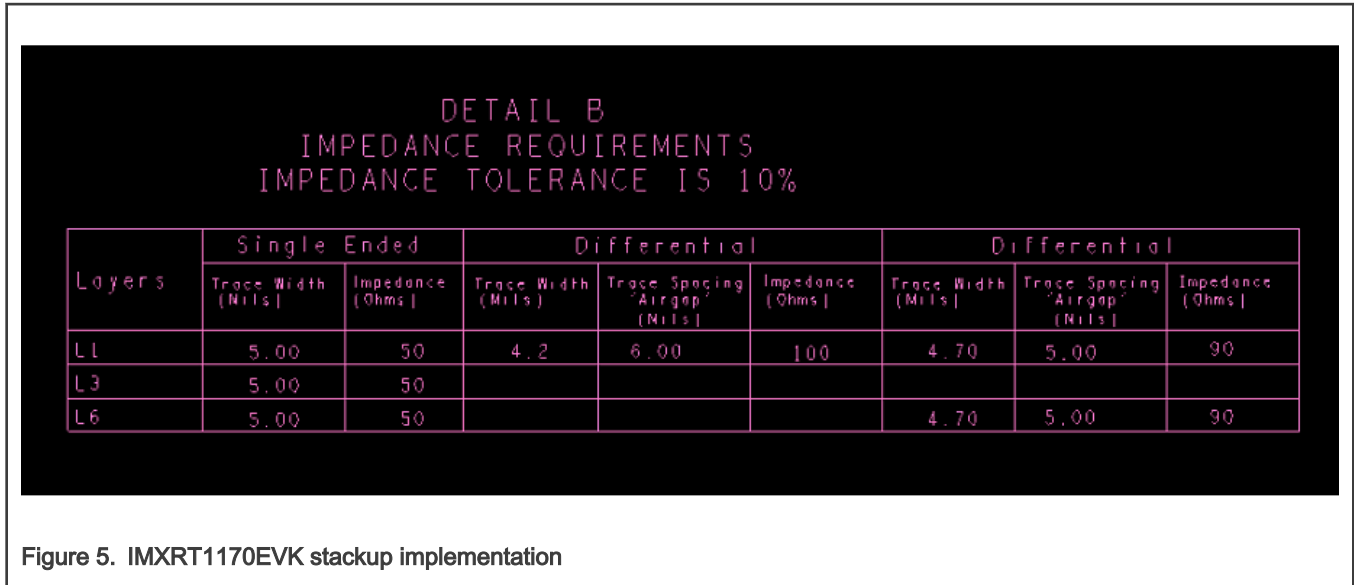 DETAIL B
IMPEDANCE REQUIREMENTS
IMPEDANCE TOLERANCE IS 10%
Layers Single Ended Differential Differential
Trace Width (Mils) Impedance (Ohms) Trace Width (Mils) Trace Spacing "Airgap" (Mils) Impedance (Ohms) Trace Width (Mils) Trace Spacing "Airgap" (Mils) Impedance (Ohms)
L1 5.00 50 4.2 6.00 100 4.70 5.00 90
L3 5.00 50
L6 5.00 50 4.70 5.00 90
Figure 5. IMXRT1170EVK stackup implementation